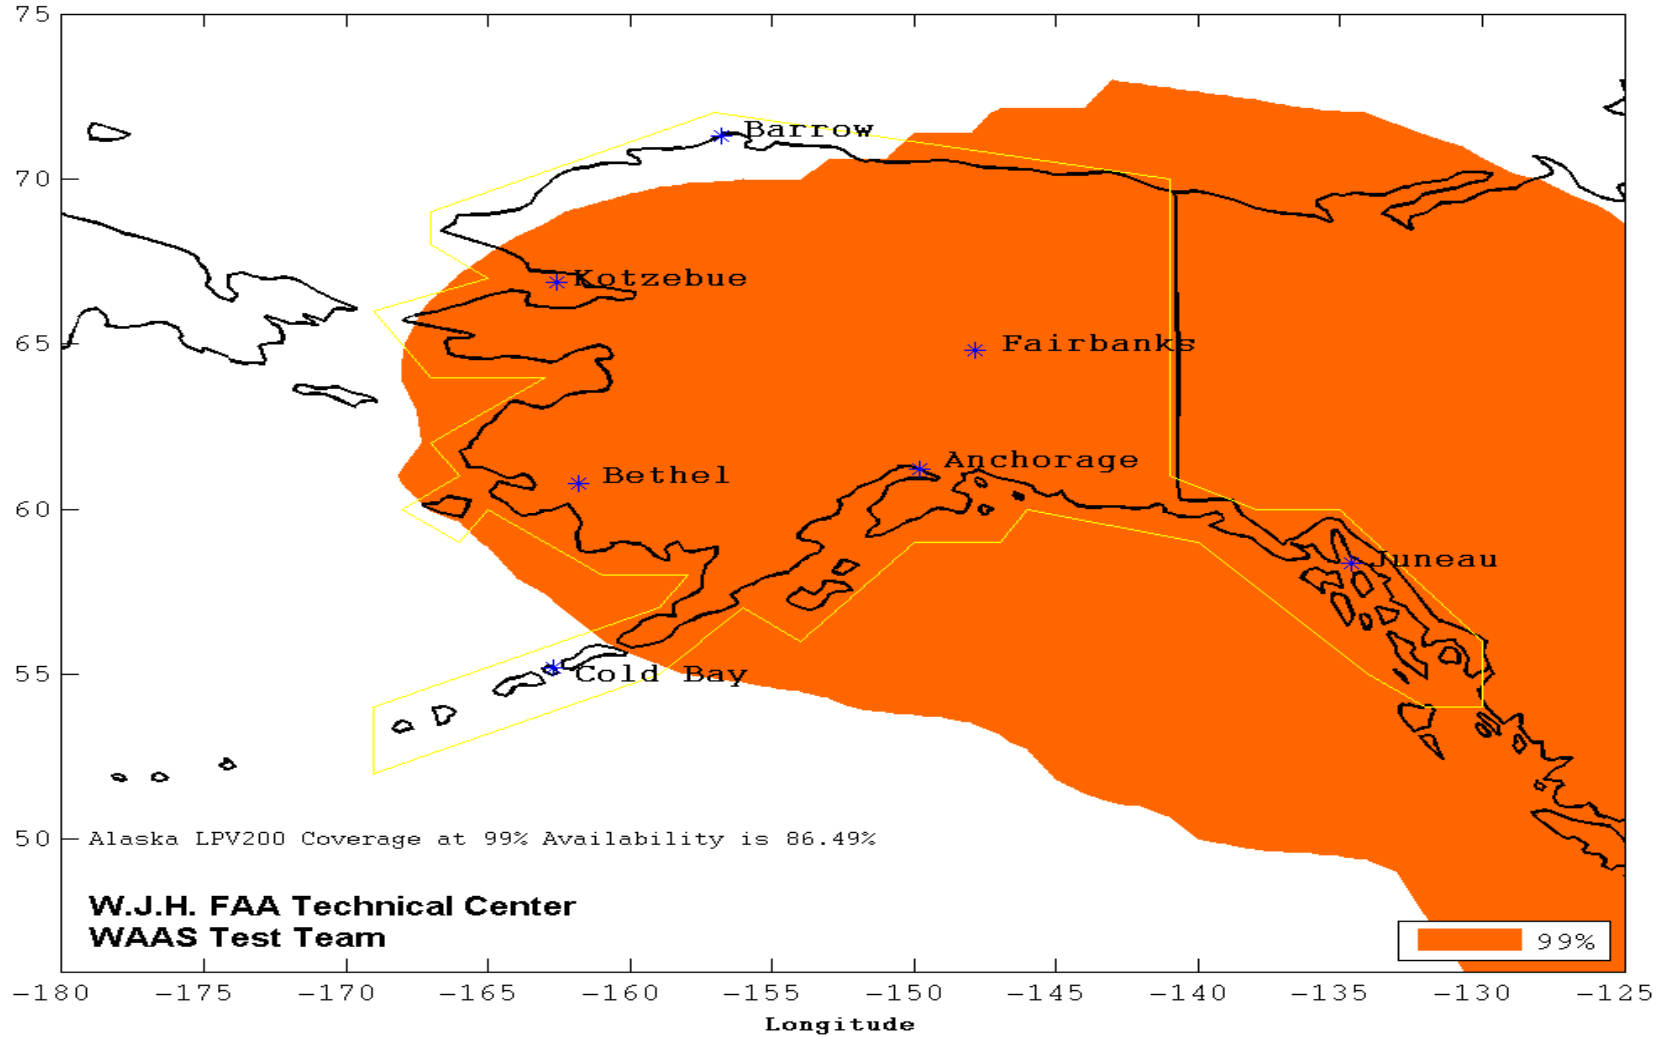 75
Barrow
70
Kotzebue
65
Fairbanks
Anchorage
Bethel
60
Juneau
55
Cold Bay
50
Alaska LPV200 Coverage at 99% Availability is 86.49%
W.J.H. FAA Technical Center
WAAS Test Team
99%
-180 -175 -170 -165 -160 -155 -150 -145 -140 -135 -130 -125
Longitude